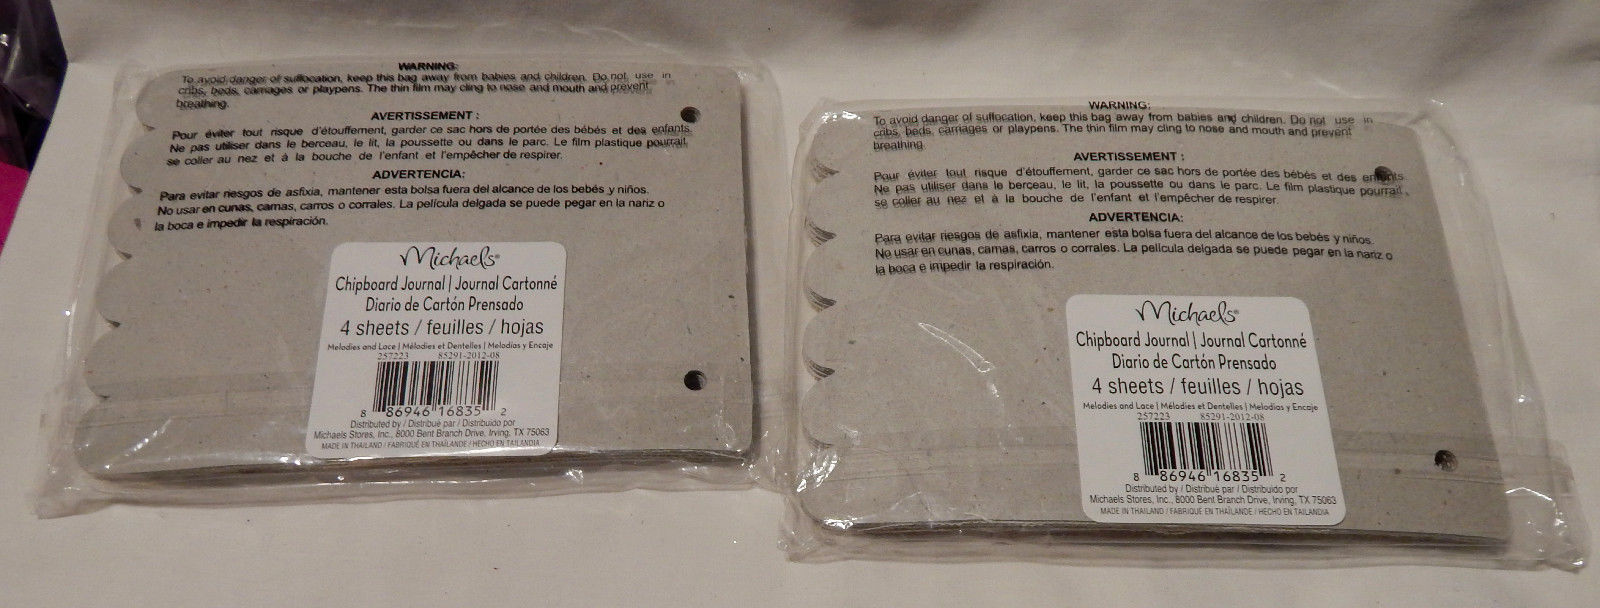 WARNING:
To avoid danger of suffocation, keep this bag away from babies and children. Do not use in
cribs, beds, carriages or playpens. The thin film may cling to nose and mouth and prevent
breathing.
AVERTISSEMENT :
Pour éviter tout risque d'étouffement, garder ce sac hors de portée des bébés et des enfants.
Ne pas utiliser dans le berceau, le lit, la poussette ou dans le parc. Le film plastique pourrait
se coller au nez et à la bouche de l'enfant et l'empêcher de respirer.
ADVERTENCIA:
Para evitar riesgos de asfixia, mantener esta bolsa fuera del alcance de los bebés y niños.
No usar en cunas, camas, carros o corrales. La película delgada se puede pegar en la nariz o
la boca e impedir la respiración.
Michaels®
Chipboard Journal | Journal Cartonné
Diario de Cartón Prensado
4 sheets / feuilles / hojas
Melodies and Lace | Mélodies et Dentelles | Melodías y Encaje
257223 85291-2012-08
8 86946 16835 2
Distributed by / Distribué par / Distribuido por
Michaels Stores, Inc., 8000 Bent Branch Drive, Irving, TX 75063
MADE IN THAILAND / FABRIQUÉ EN THAÏLANDE / HECHO EN TAILANDIA
WARNING:
To avoid danger of suffocation, keep this bag away from babies and children. Do not use in
cribs, beds, carriages or playpens. The thin film may cling to nose and mouth and prevent
breathing.
AVERTISSEMENT :
Pour éviter tout risque d'étouffement, garder ce sac hors de portée des bébés et des enfants.
Ne pas utiliser dans le berceau, le lit, la poussette ou dans le parc. Le film plastique pourrait
se coller au nez et à la bouche de l'enfant et l'empêcher de respirer.
ADVERTENCIA:
Para evitar riesgos de asfixia, mantener esta bolsa fuera del alcance de los bebés y niños.
No usar en cunas, camas, carros o corrales. La película delgada se puede pegar en la nariz o
la boca e impedir la respiración.
Michaels®
Chipboard Journal | Journal Cartonné
Diario de Cartón Prensado
4 sheets / feuilles / hojas
Melodies and Lace | Mélodies et Dentelles | Melodías y Encaje
257223 85291-2012-08
8 86946 16835 2
Distributed by / Distribué par / Distribuido por
Michaels Stores, Inc., 8000 Bent Branch Drive, Irving, TX 75063
MADE IN THAILAND / FABRIQUÉ EN THAÏLANDE / HECHO EN TAILANDIA